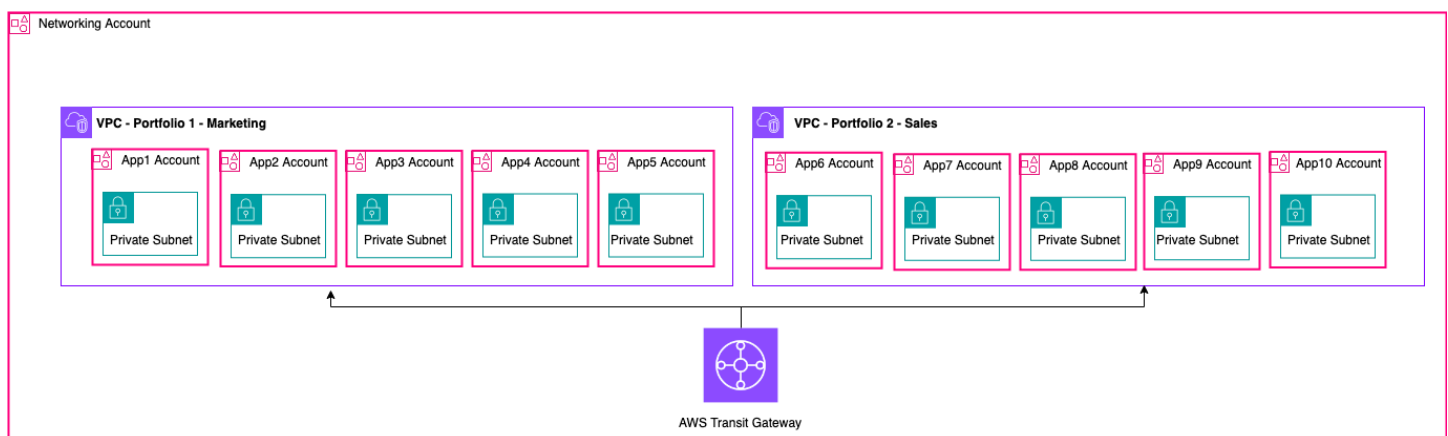 Networking Account
VPC - Portfolio 1 - Marketing
App1 Account
App2 Account
App3 Account
App4 Account
App5 Account
Private Subnet
Private Subnet
Private Subnet
Private Subnet
Private Subnet
VPC - Portfolio 2 - Sales
App6 Account
App7 Account
App8 Account
App9 Account
App10 Account
Private Subnet
Private Subnet
Private Subnet
Private Subnet
Private Subnet
AWS Transit Gateway